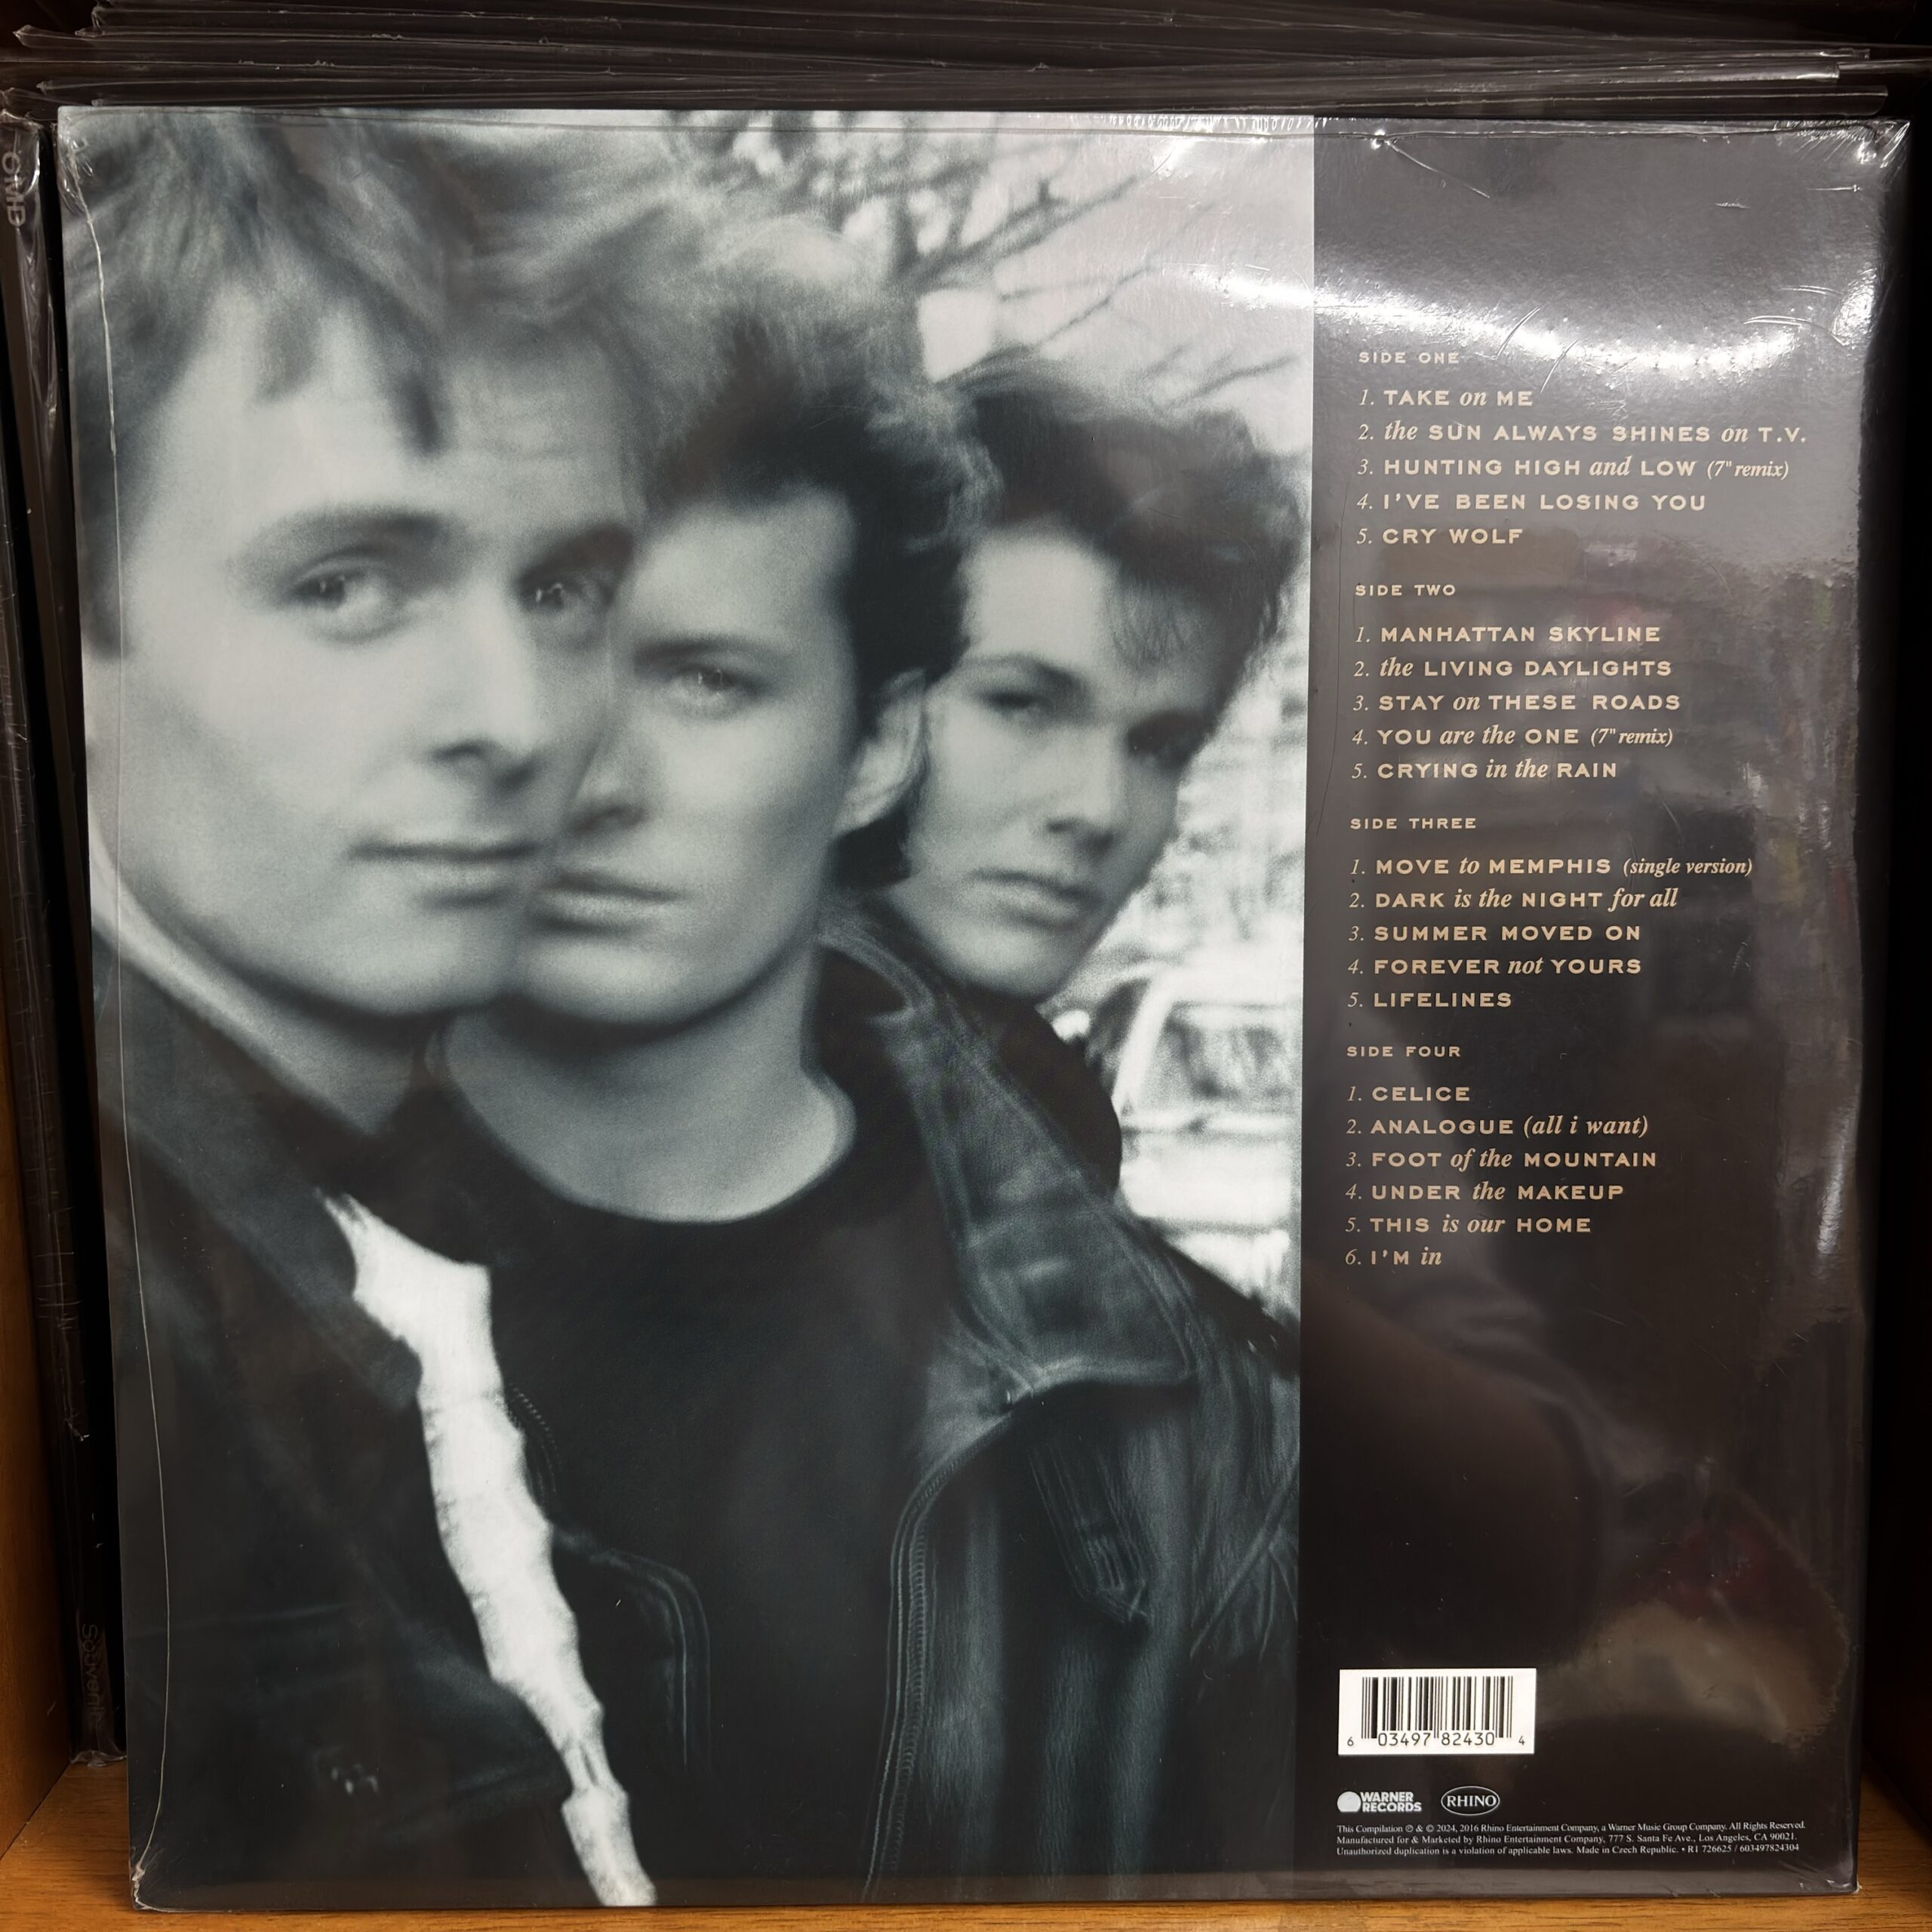 OMD
SIDE ONE
1. TAKE on ME
2. the SUN ALWAYS SHINES on T.V.
3. HUNTING HIGH and LOW (7" remix)
4. I'VE BEEN LOSING YOU
5. CRY WOLF
SIDE TWO
1. MANHATTAN SKYLINE
2. the LIVING DAYLIGHTS
3. STAY on THESE ROADS
4. YOU are the ONE (7" remix)
5. CRYING in the RAIN
SIDE THREE
1. MOVE to MEMPHIS (single version)
2. DARK is the NIGHT for all
3. SUMMER MOVED ON
4. FOREVER not YOURS
5. LIFELINES
SIDE FOUR
1. CELICE
2. ANALOGUE (all i want)
3. FOOT of the MOUNTAIN
4. UNDER the MAKEUP
5. THIS is our HOME
6. I'M in
Souvenir
6 03497 82430 4
WARNER RECORDS
RHINO
This Compilation ℗ & © 2024, 2016 Rhino Entertainment Company, a Warner Music Group Company. All Rights Reserved.
Manufactured for & Marketed by Rhino Entertainment Company, 777 S. Santa Fe Ave., Los Angeles, CA 90021.
Unauthorized duplication is a violation of applicable laws. Made in Czech Republic. • R1 726625 / 603497824304